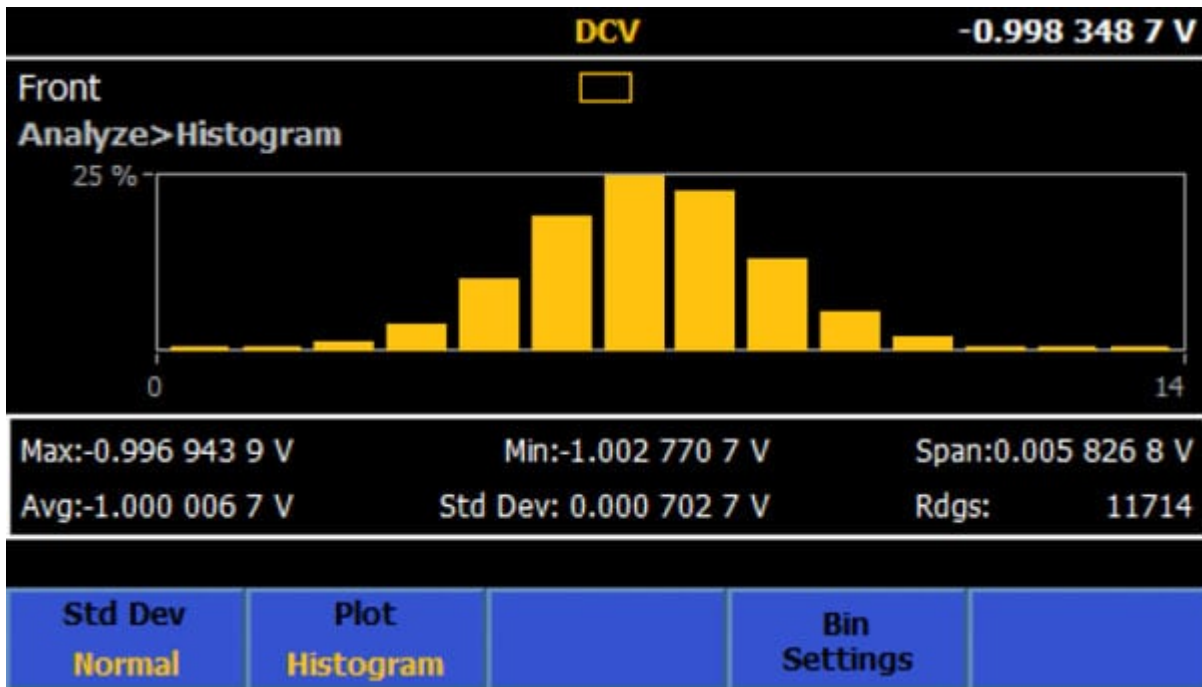 DCV -0.998 348 7 V
Front
Analyze>Histogram
25 %
0 14
Max:-0.996 943 9 V Min:-1.002 770 7 V Span:0.005 826 8 V
Avg:-1.000 006 7 V Std Dev: 0.000 702 7 V Rdgs: 11714
Std Dev Plot Bin
Normal Histogram Settings